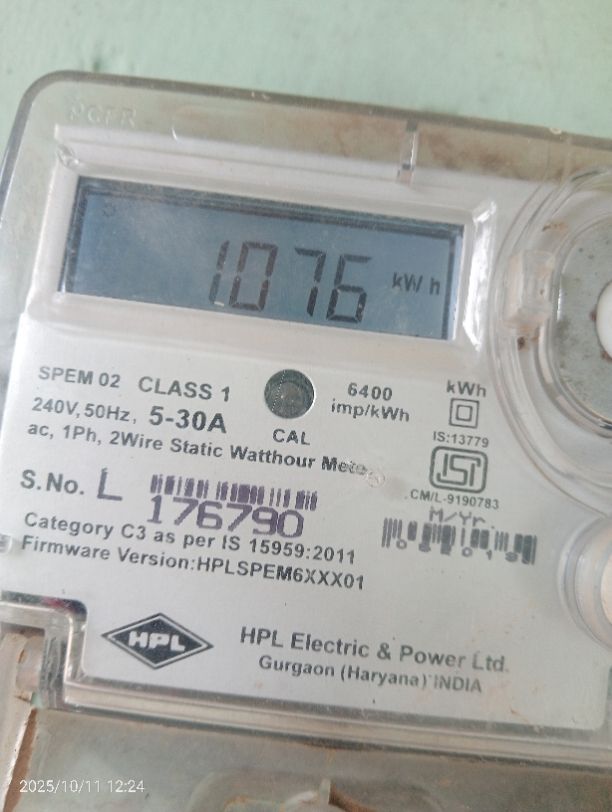 1076 kWh
SPEM 02 CLASS 1
6400 imp/kWh
kWh
240V, 50Hz, 5-30A
CAL
IS:13779
ac, 1Ph, 2Wire Static Watthour Meter
ISI
CM/L-9190783
S.No. L 176790
M/Yr.
Category C3 as per IS 15959:2011
Firmware Version:HPLSPEM6XXX01
HPL
HPL Electric & Power Ltd.
Gurgaon (Haryana) INDIA
2025/10/11 12:24